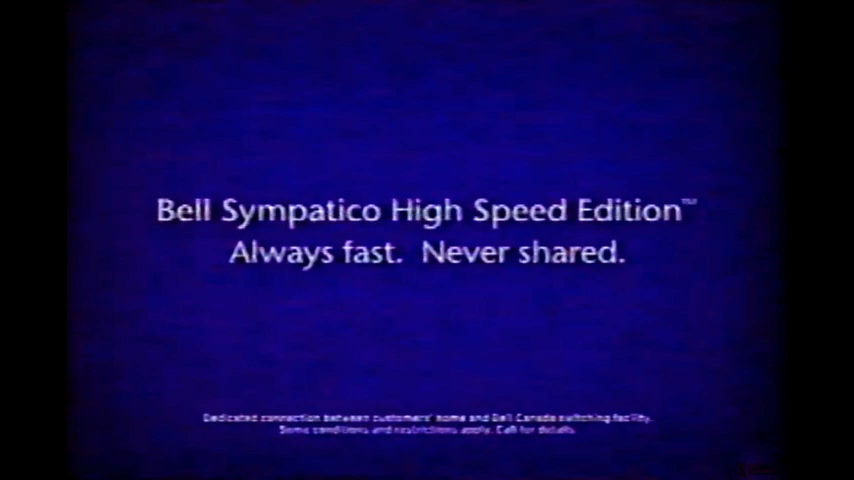 Bell Sympatico High Speed Edition™
Always fast. Never shared.
Dedicated connection between customers' home and Bell Canada switching facility.
Some conditions and restrictions apply. Call for details.